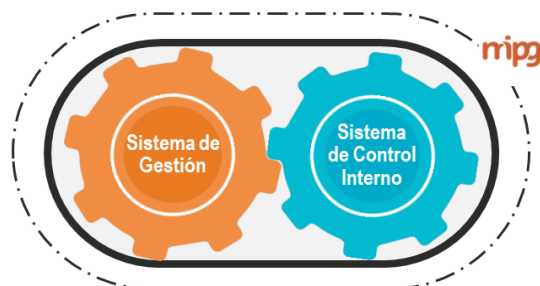 mipg
Sistema de
Gestión
Sistema
de Control
Interno